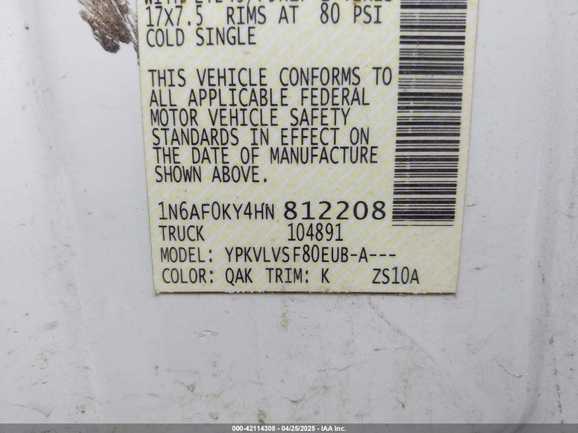 17X7.5 RIMS AT 80 PSI
COLD SINGLE
THIS VEHICLE CONFORMS TO
ALL APPLICABLE FEDERAL
MOTOR VEHICLE SAFETY
STANDARDS IN EFFECT ON
THE DATE OF MANUFACTURE
SHOWN ABOVE.
1N6AF0KY4HN 812208
TRUCK 104891
MODEL: YPKVLVSF80EUB-A---
COLOR: QAK TRIM: K ZS10A
000-42114308 - 04/25/2025 - IAA Inc.